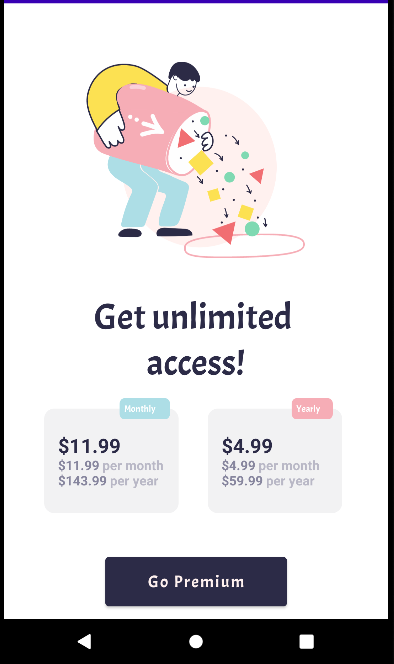 Get unlimited
access!
Monthly
$11.99
$11.99 per month
$143.99 per year
Yearly
$4.99
$4.99 per month
$59.99 per year
Go Premium